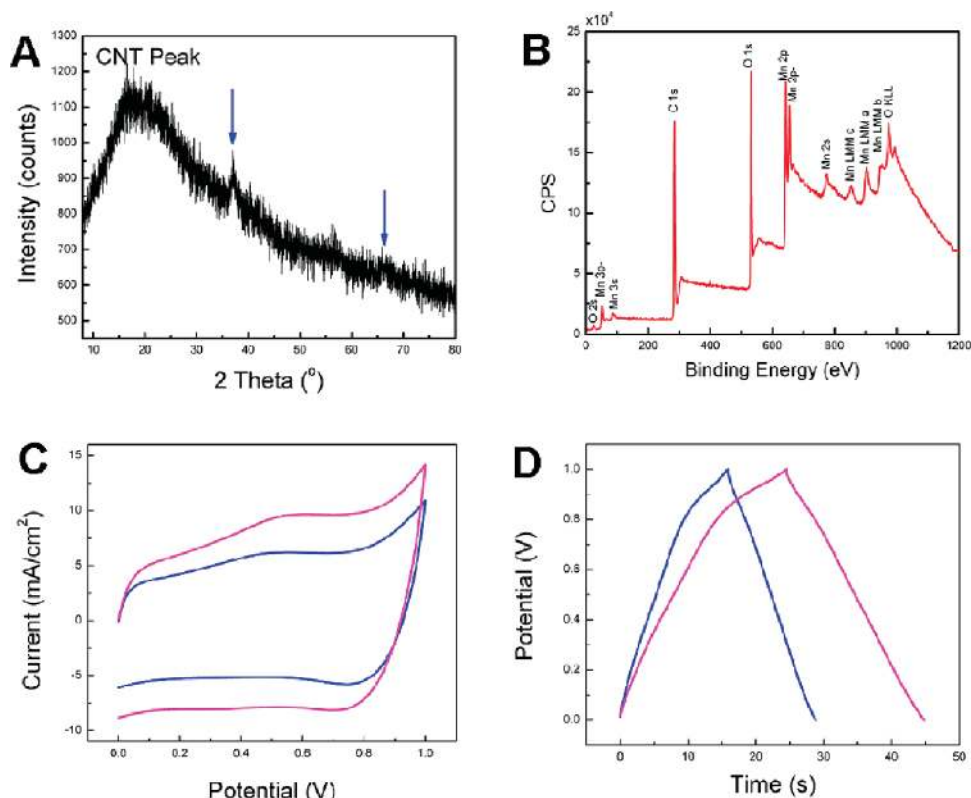 A
CNT Peak
1300
1200
1100
1000
900
800
700
600
500
10 20 30 40 50 60 70 80
Intensity (counts)
2 Theta (°)
B
x10⁴
25
20
15
10
5
0
0 200 400 600 800 1000 1200
CPS
Binding Energy (eV)
O 2s
Mn 3p-
Mn 3s
C 1s
O 1s
Mn 2p
Mn 2p-
Mn 2s
Mn LMM c
Mn LMM a
Mn LMM b
O KLL
C
15
10
5
0
-5
-10
0.0 0.2 0.4 0.6 0.8 1.0
Current (mA/cm²)
Potential (V)
D
1.0
0.8
0.6
0.4
0.2
0.0
0 10 20 30 40 50
Potential (V)
Time (s)